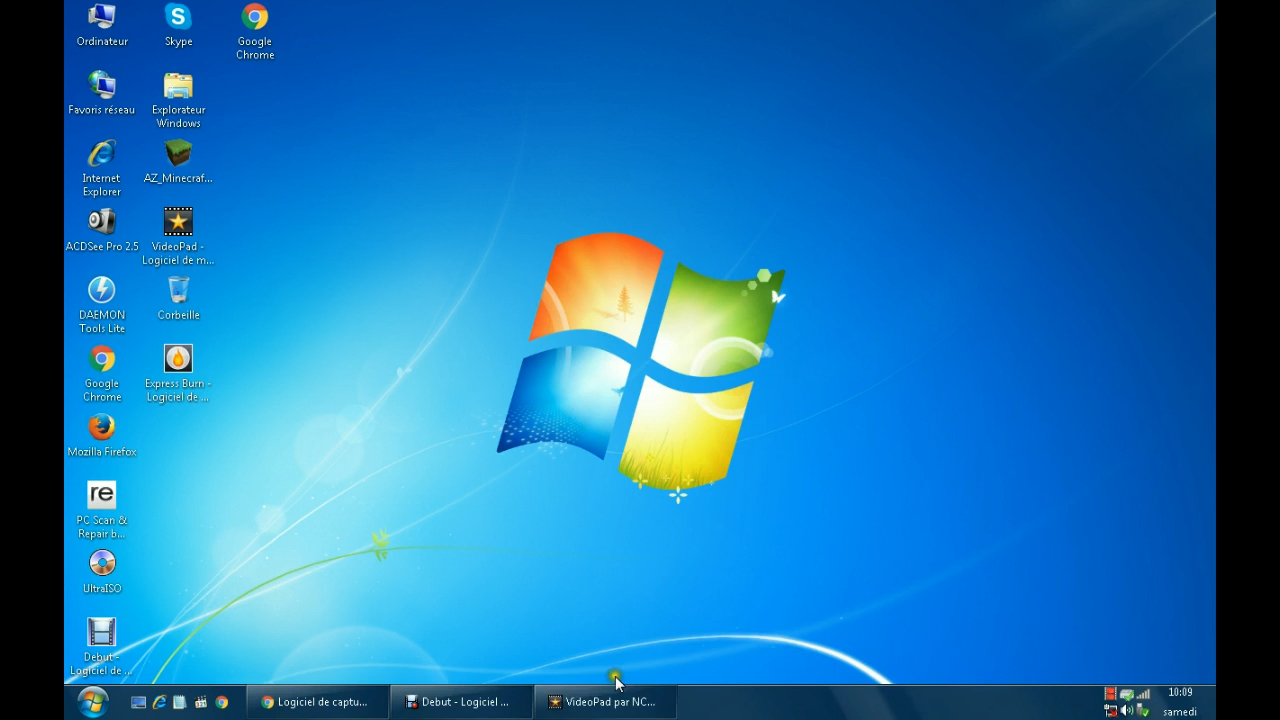 Ordinateur
Skype
Google
Chrome
Favoris réseau
Explorateur
Windows
Internet
Explorer
AZ_Minecraf...
ACDSee Pro 2.5
VideoPad -
Logiciel de m...
DAEMON
Tools Lite
Corbeille
Google
Chrome
Express Burn -
Logiciel de ...
Mozilla Firefox
re
PC Scan &
Repair b...
UltraISO
Debut -
Logiciel de ...
Logiciel de captu...
Debut - Logiciel ...
VideoPad par NC...
10:09
samedi